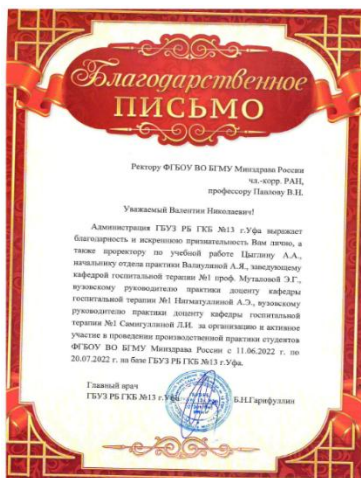 Благодарственное
ПИСЬМО
Ректору ФГБОУ ВО БГМУ Минздрава России
чл.-корр. РАН,
профессору Павлову В.Н.
Уважаемый Валентин Николаевич!
Администрация ГБУЗ РБ ГКБ №13 г.Уфа выражает
благодарность и искреннюю признательность Вам лично, а
также проректору по учебной работе Цыглину А.А.,
начальнику отдела практики Валиуллиной А.Я., заведующему
кафедрой госпитальной терапии №1 проф. Муталовой Э.Г.,
вузовскому руководителю практики доценту кафедры
госпитальной терапии №1 Нигматуллиной А.Э., вузовскому
руководителю практики доценту кафедры госпитальной
терапии №1 Самигуллиной Л.И. за организацию и активное
участие в проведении производственной практики студентов
ФГБОУ ВО БГМУ Минздрава России с 11.06.2022 г. по
20.07.2022 г. на базе ГБУЗ РБ ГКБ №13 г.Уфа.
Главный врач
ГБУЗ РБ ГКБ №13 г.Уфа Б.Н.Гарифуллин